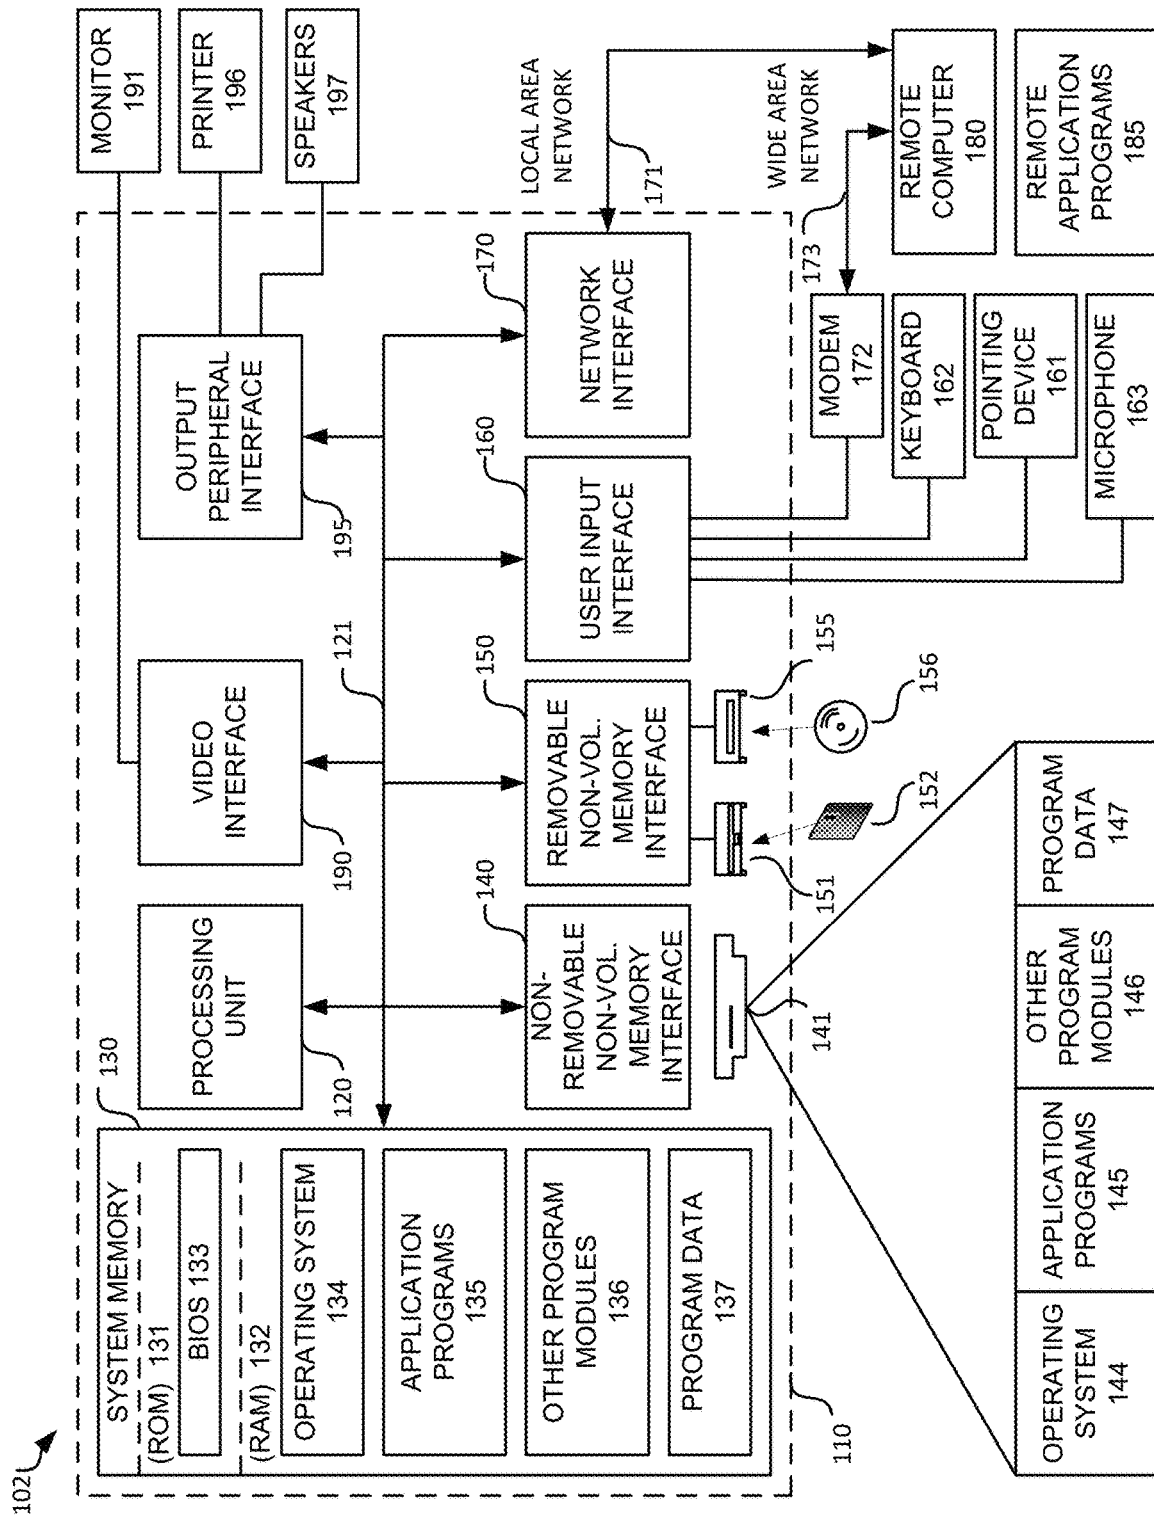 102
SYSTEM MEMORY
(ROM) 131
BIOS 133
(RAM) 132
OPERATING SYSTEM
134
APPLICATION
PROGRAMS
135
OTHER PROGRAM
MODULES
136
PROGRAM DATA
137
110
130
PROCESSING
UNIT
120
VIDEO
INTERFACE
190
121
OUTPUT
PERIPHERAL
INTERFACE
195
MONITOR
191
PRINTER
196
SPEAKERS
197
NON-
REMOVABLE
NON-VOL.
MEMORY
INTERFACE
140
REMOVABLE
NON-VOL.
MEMORY
INTERFACE
150
USER INPUT
INTERFACE
160
NETWORK
INTERFACE
170
LOCAL AREA
NETWORK
171
WIDE AREA
NETWORK
173
141
151
152
155
156
MODEM
172
KEYBOARD
162
POINTING
DEVICE
161
MICROPHONE
163
REMOTE
COMPUTER
180
REMOTE
APPLICATION
PROGRAMS
185
OPERATING
SYSTEM
144
APPLICATION
PROGRAMS
145
OTHER
PROGRAM
MODULES
146
PROGRAM
DATA
147